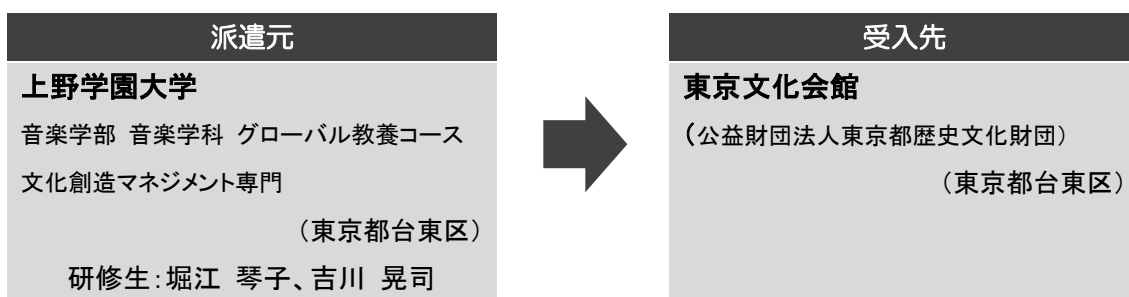 派遣元
上野学園大学
音楽学部 音楽学科 グローバル教養コース
文化創造マネジメント専門
（東京都台東区）
研修生：堀江 琴子、吉川 晃司
受入先
東京文化会館
（公益財団法人東京都歴史文化財団）
（東京都台東区）